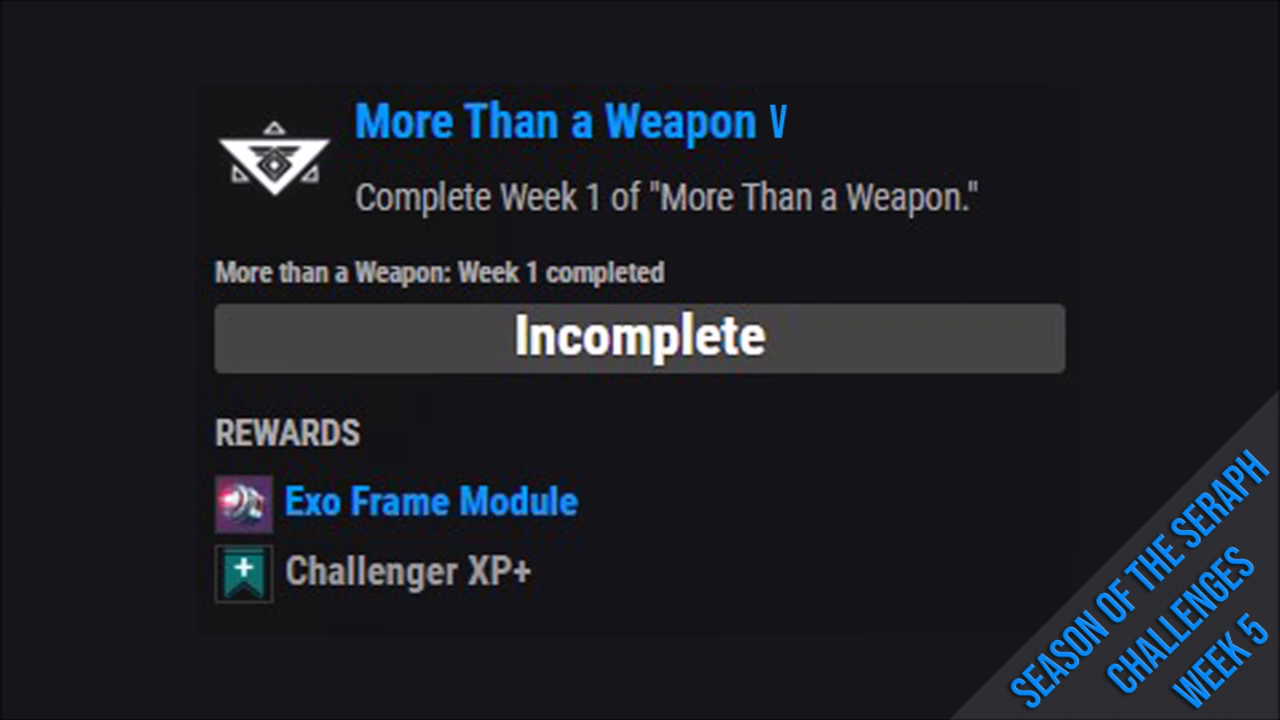 More Than a Weapon V
Complete Week 1 of "More Than a Weapon."
More than a Weapon: Week 1 completed
Incomplete
REWARDS
Exo Frame Module
Challenger XP+
SEASON OF THE SERAPH
CHALLENGES
WEEK 5